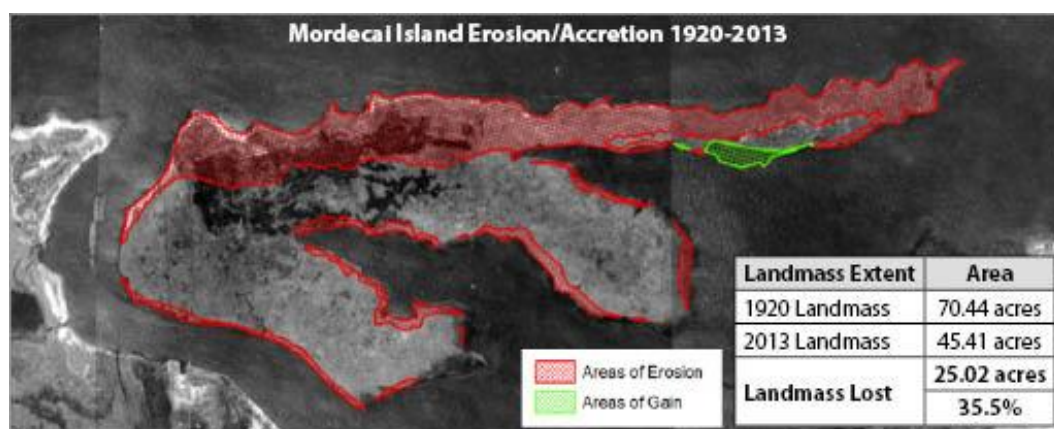 Mordecai Island Erosion/Accretion 1920-2013
Landmass Extent Area
1920 Landmass 70.44 acres
2013 Landmass 45.41 acres
Landmass Lost 25.02 acres
35.5%
Areas of Erosion
Areas of Gain